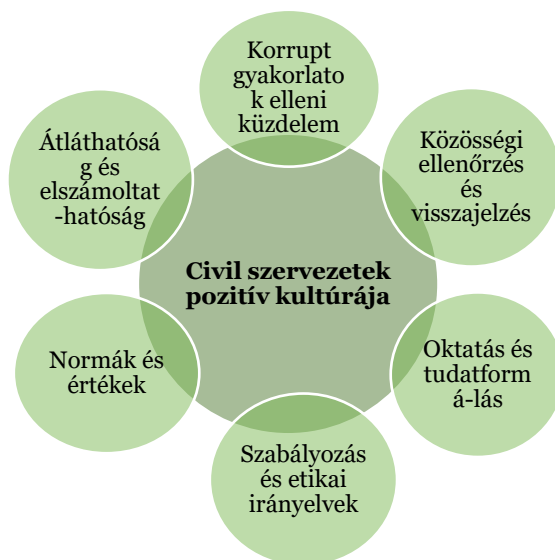 Korrupt
gyakorlato
k elleni
küzdelem
Közösségi
ellenőrzés
és
visszajelzés
Oktatás és
tudatform
á-lás
Szabályozás
és etikai
irányelvek
Normák és
értékek
Átláthatósá
g és
elszámoltat
-hatóság
Civil szervezetek
pozitív kultúrája